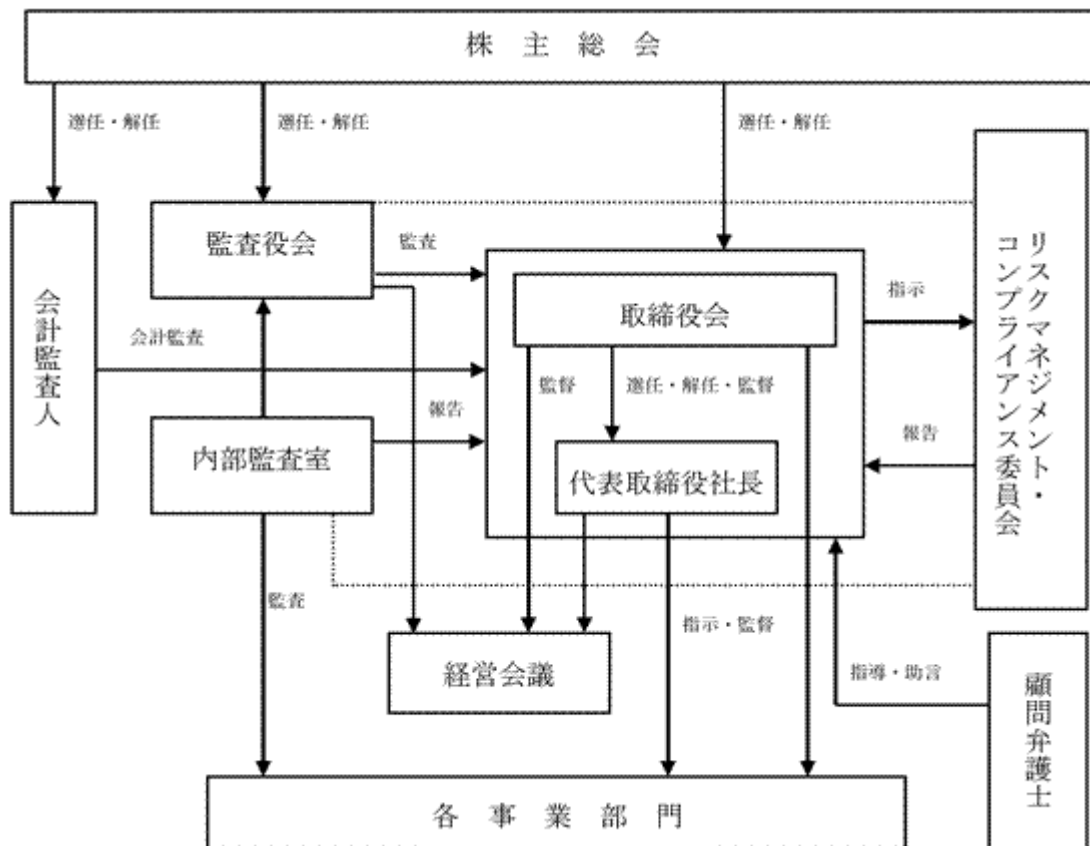 株主総会
選任・解任
選任・解任
選任・解任
会計監査人
監査役会
監査
取締役会
指示
リスクマネジメント・
コンプライアンス委員会
会計監査
監督
選任・解任・監督
報告
報告
内部監査室
代表取締役社長
監査
指示・監督
経営会議
指導・助言
顧問弁護士
各事業部門